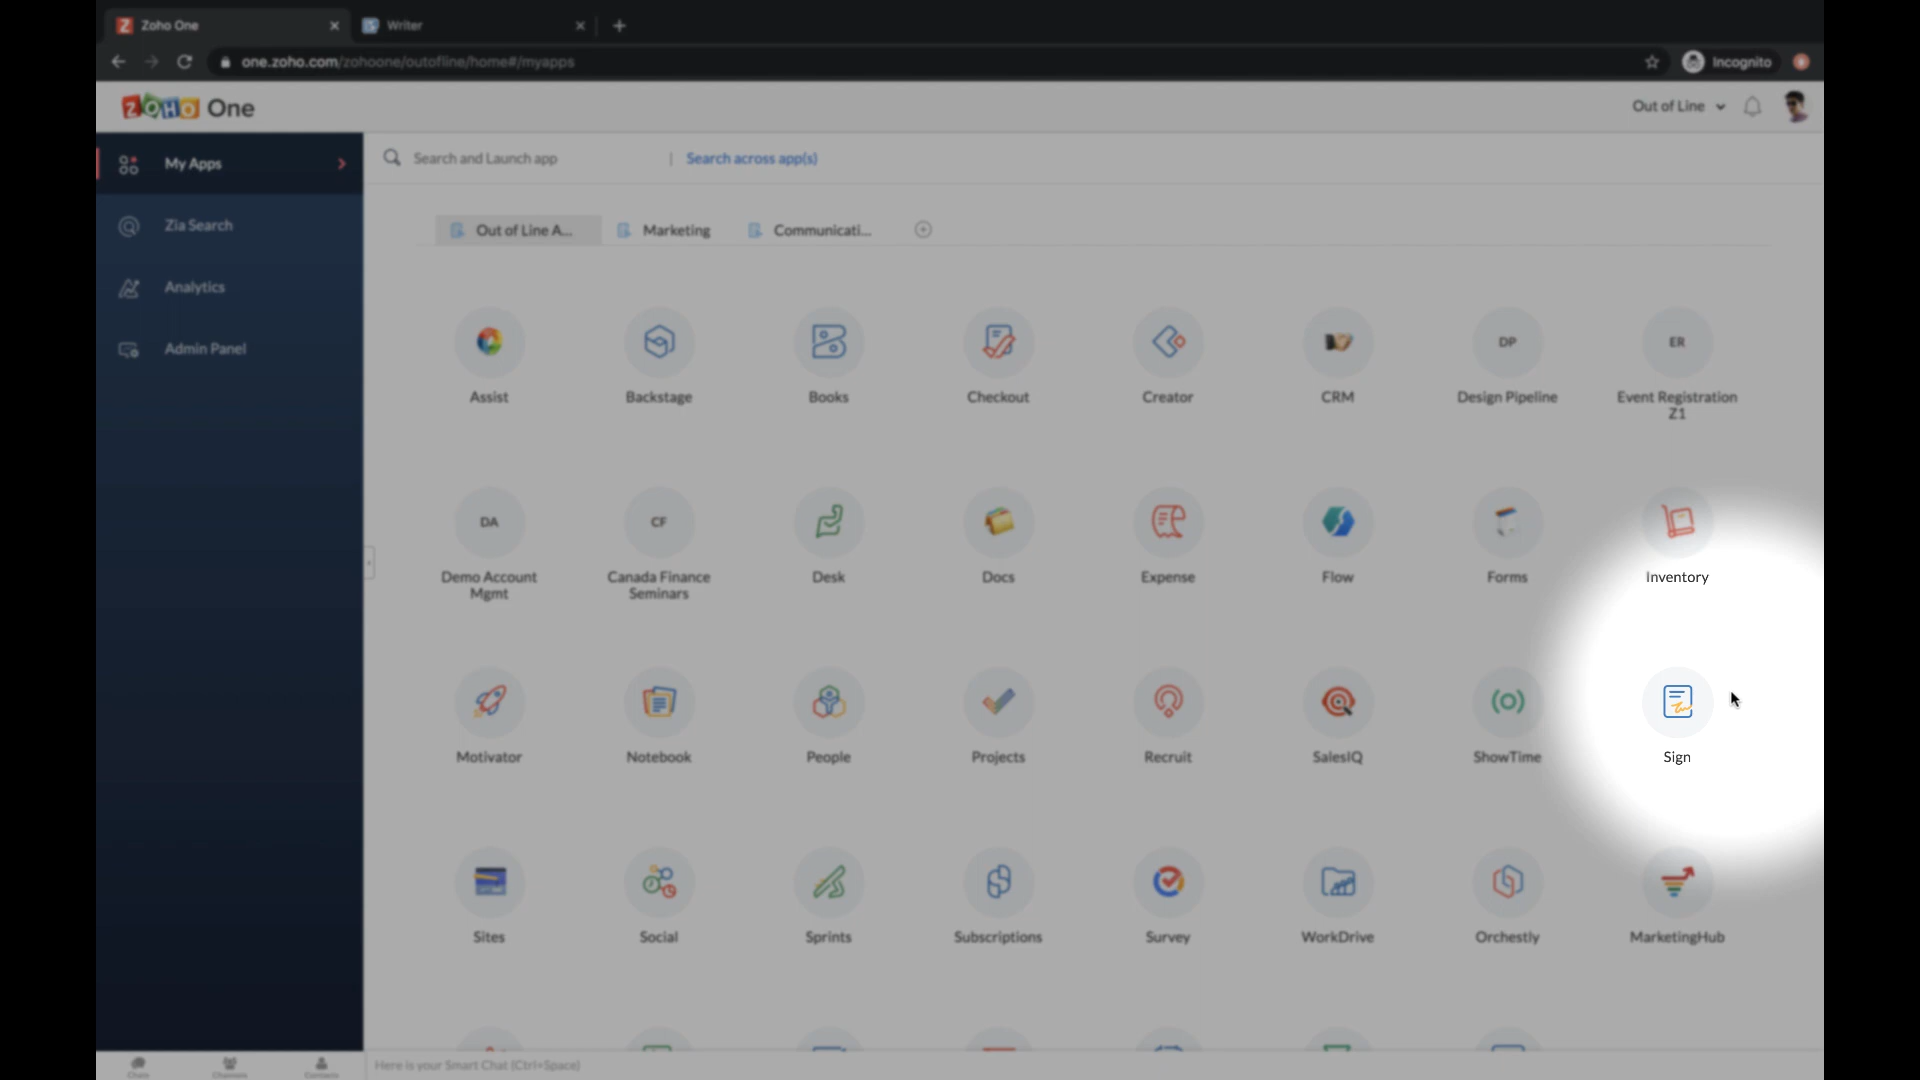 Zoho One
Writer
one.zoho.com/zohoone/outofline/home#/myapps
Incognito
ZOHO One
Out of Line
My Apps
Search and Launch app | Search across app(s)
Zia Search
Out of Line A...
Marketing
Communicati...
Analytics
Admin Panel
Assist
Backstage
Books
Checkout
Creator
CRM
DP
Design Pipeline
ER
Event Registration
Z1
DA
Demo Account
Mgmt
CF
Canada Finance
Seminars
Desk
Docs
Expense
Flow
Forms
Inventory
Motivator
Notebook
People
Projects
Recruit
SalesIQ
ShowTime
Sign
Sites
Social
Sprints
Subscriptions
Survey
WorkDrive
Orchestly
MarketingHub
Chats
Channels
Contacts
Here is your Smart Chat (Ctrl+Space)